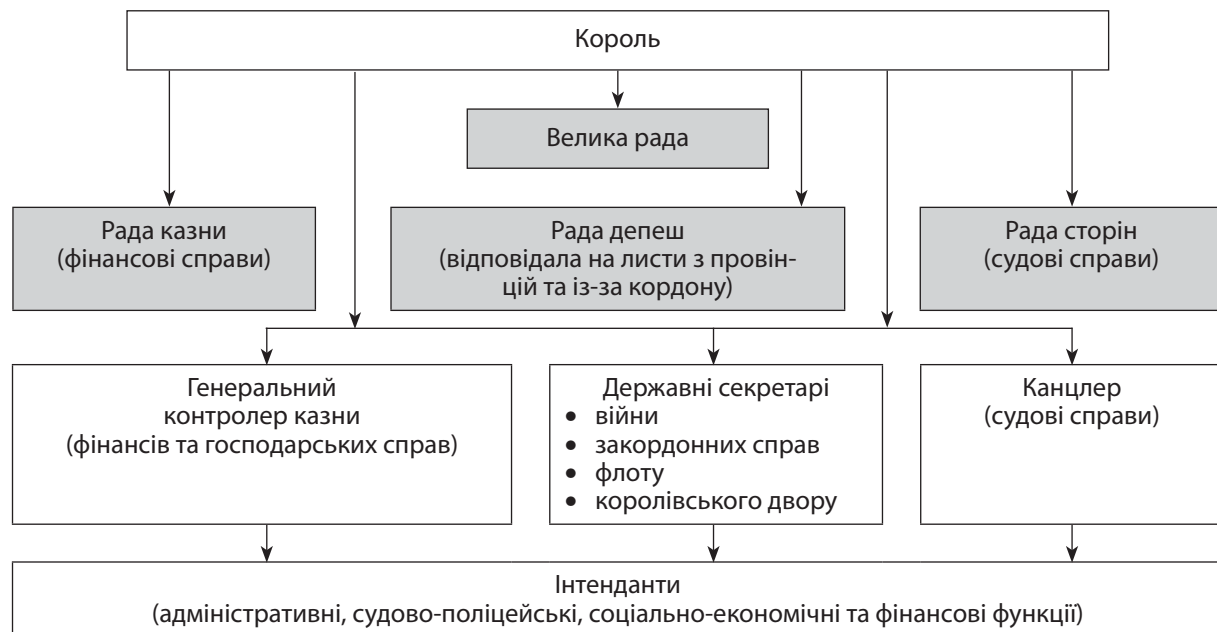 Король
Велика рада
Рада казни
(фінансові справи)
Рада депеш
(відповідала на листи з провін-
цій та із-за кордону)
Рада сторін
(судові справи)
Генеральний
контролер казни
(фінансів та господарських справ)
Державні секретарі
• війни
• закордонних справ
• флоту
• королівського двору
Канцлер
(судові справи)
Інтенданти
(адміністративні, судово-поліцейські, соціально-економічні та фінансові функції)